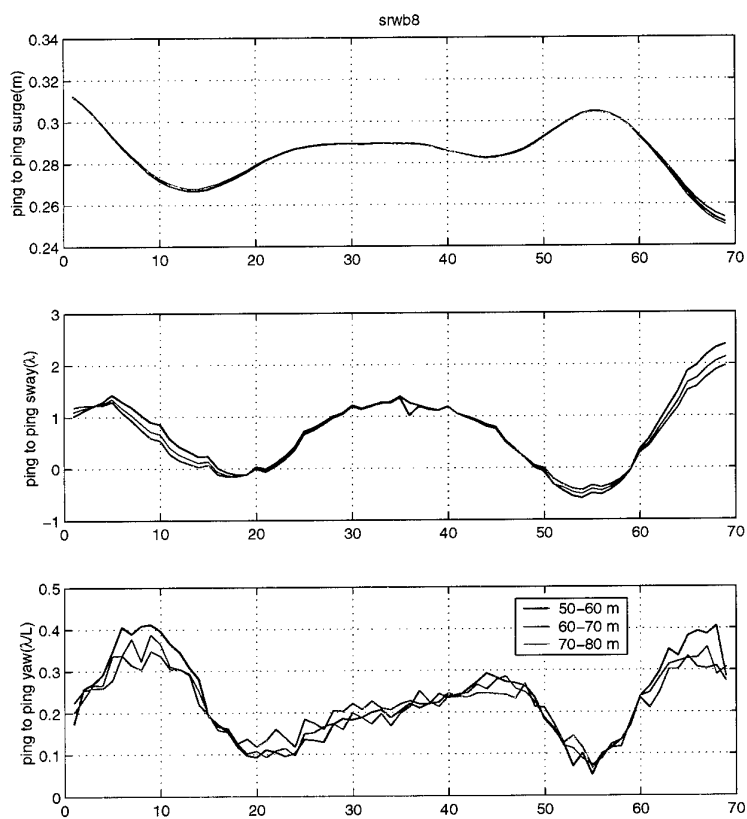 srwb8
ping to ping surge(m)
0.34
0.32
0.3
0.28
0.26
0.24
0 10 20 30 40 50 60 70
ping to ping sway(λ)
3
2
1
0
−1
0 10 20 30 40 50 60 70
ping to ping yaw(λ/L)
0.5
0.4
0.3
0.2
0.1
0
50−60 m
60−70 m
70−80 m
0 10 20 30 40 50 60 70